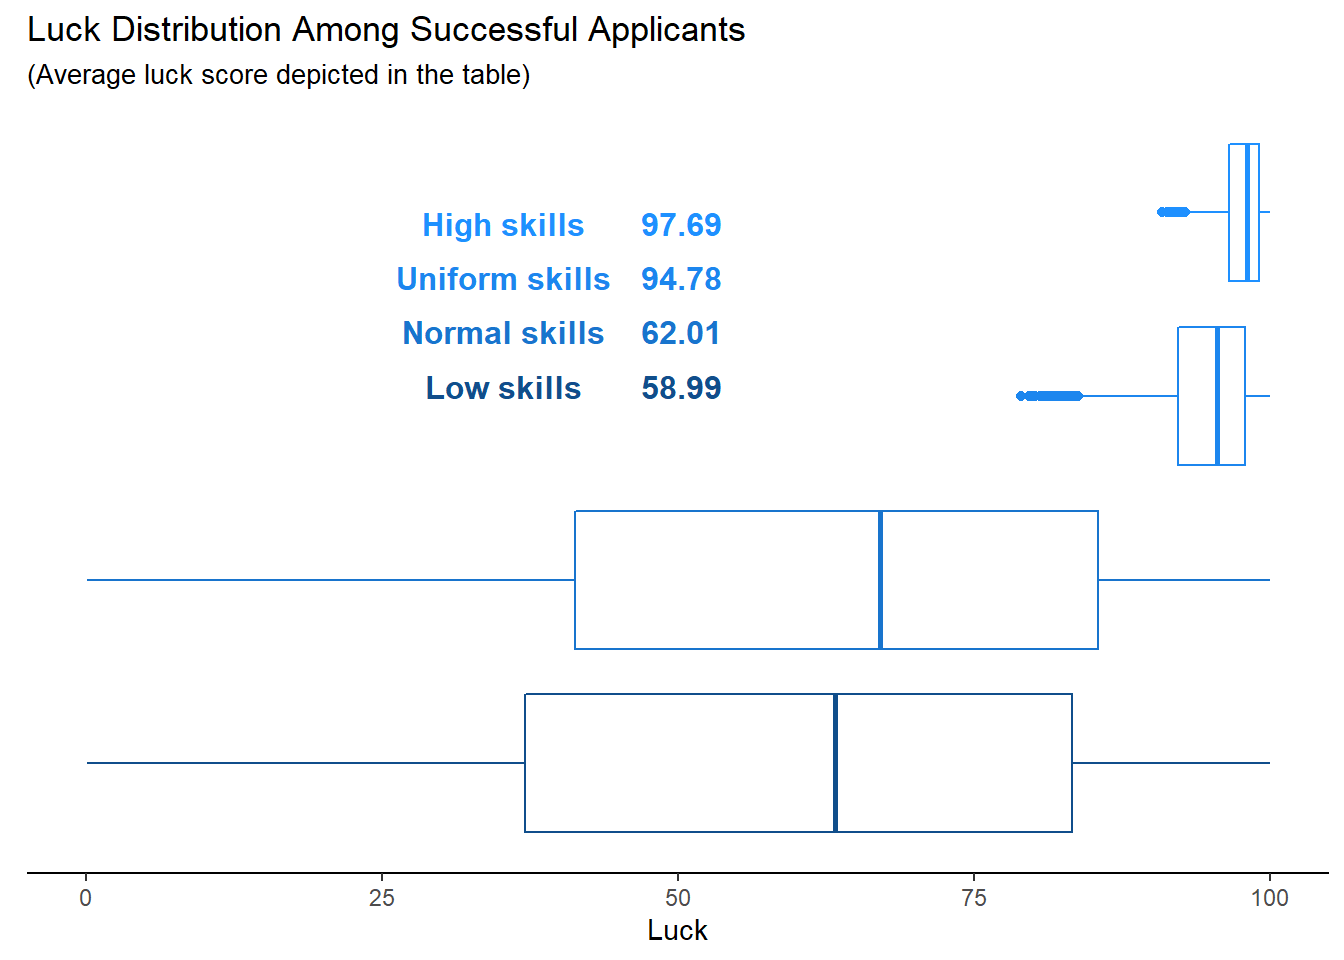 Luck Distribution Among Successful Applicants
(Average luck score depicted in the table)
High skills 97.69
Uniform skills 94.78
Normal skills 62.01
Low skills 58.99
0 25 50 75 100
Luck